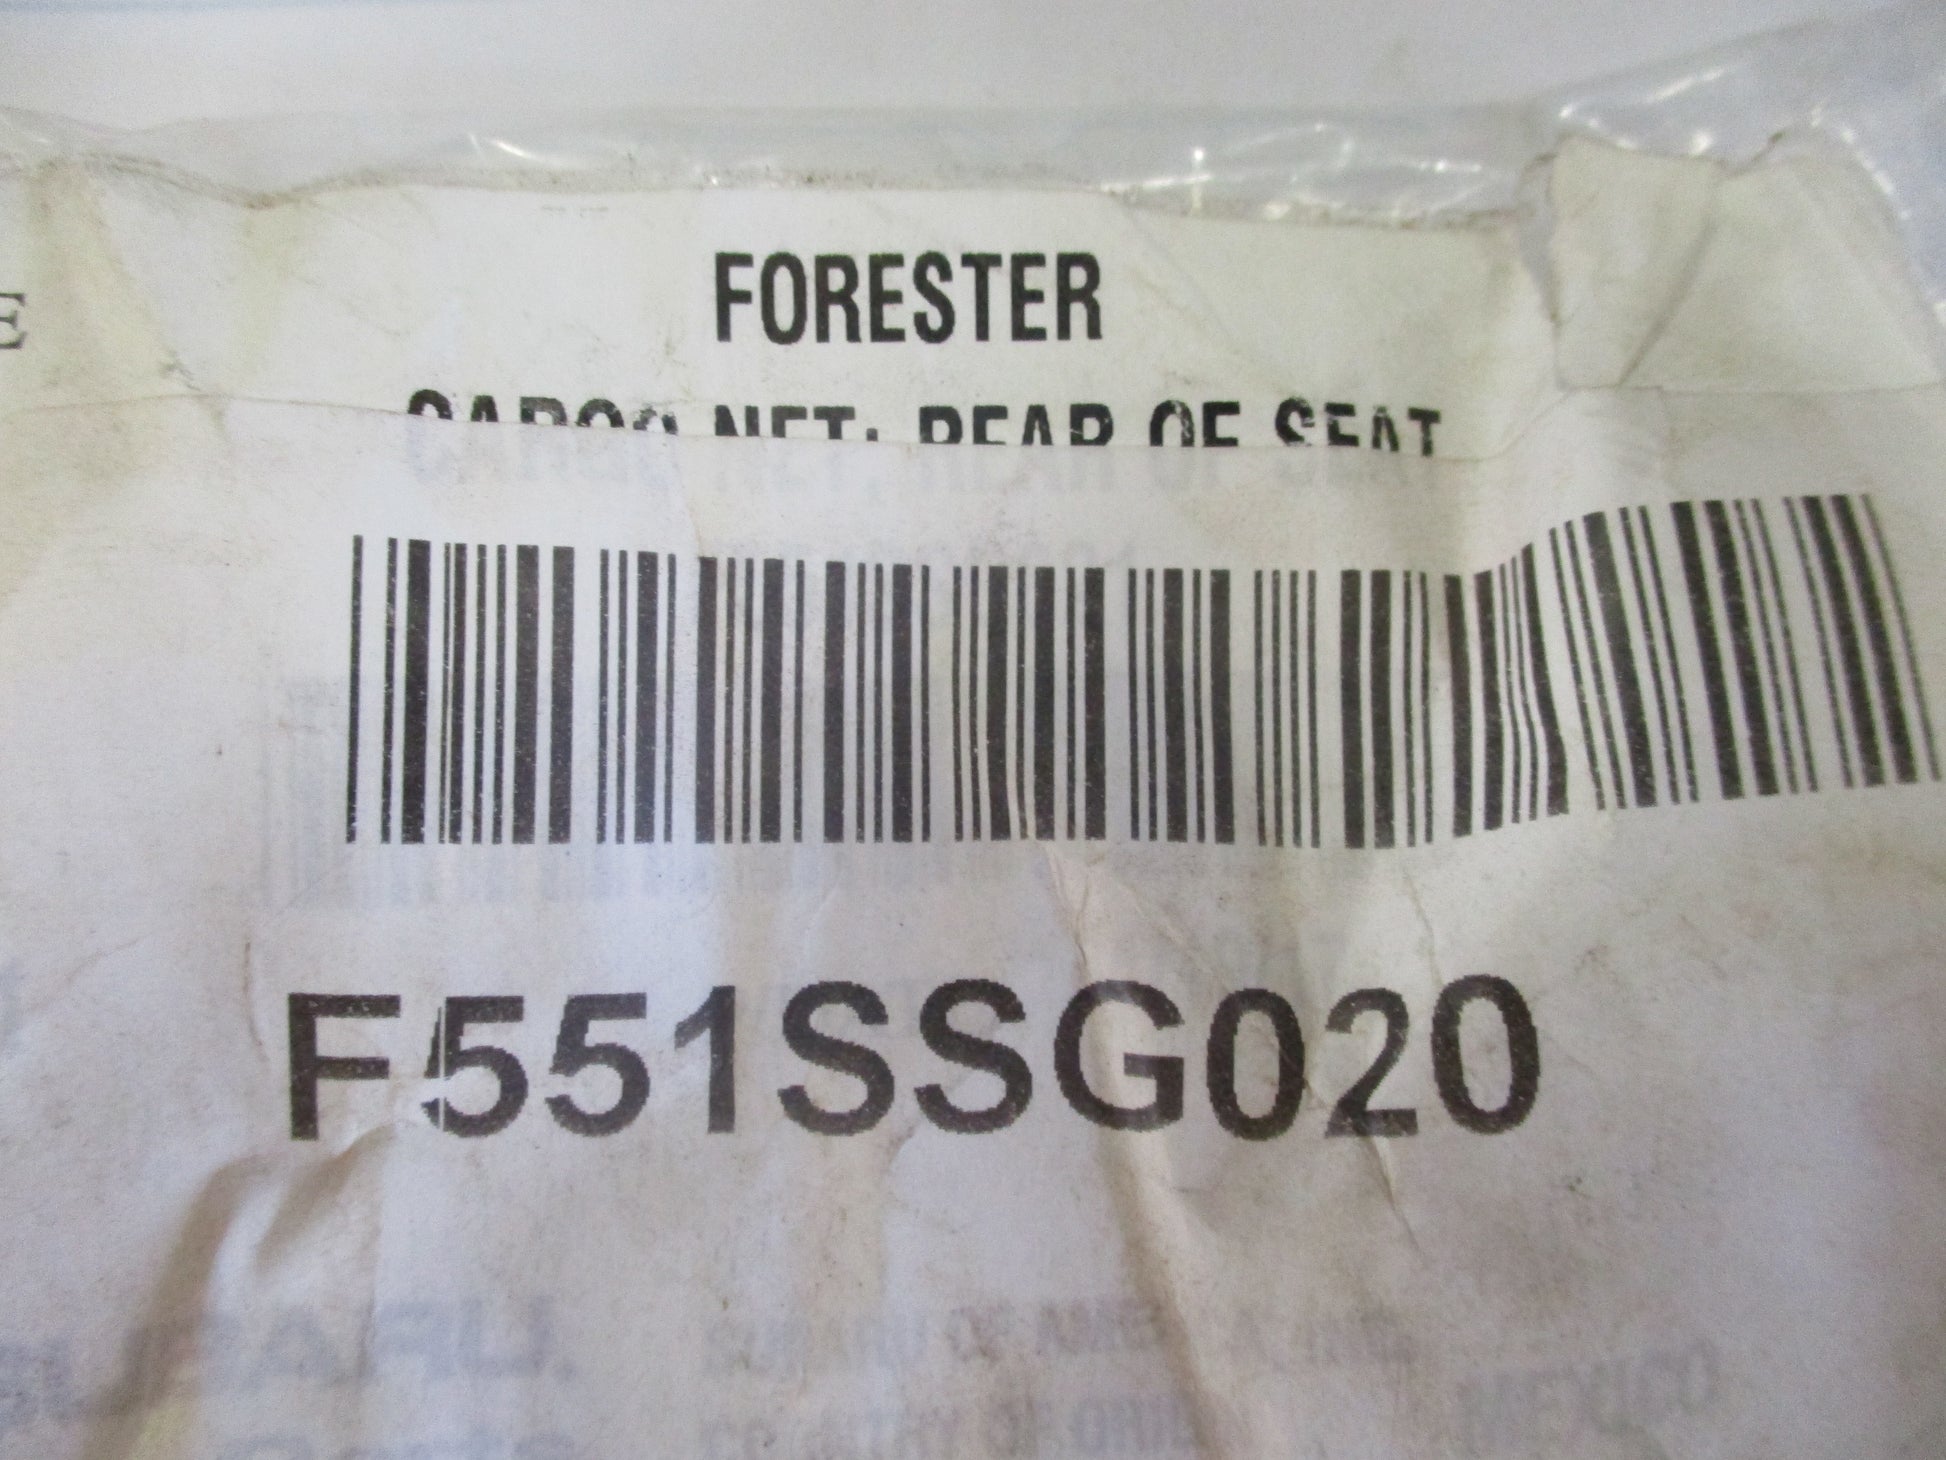 E
FORESTER
CARGO NET; REAR OF SEAT
F551SSG020